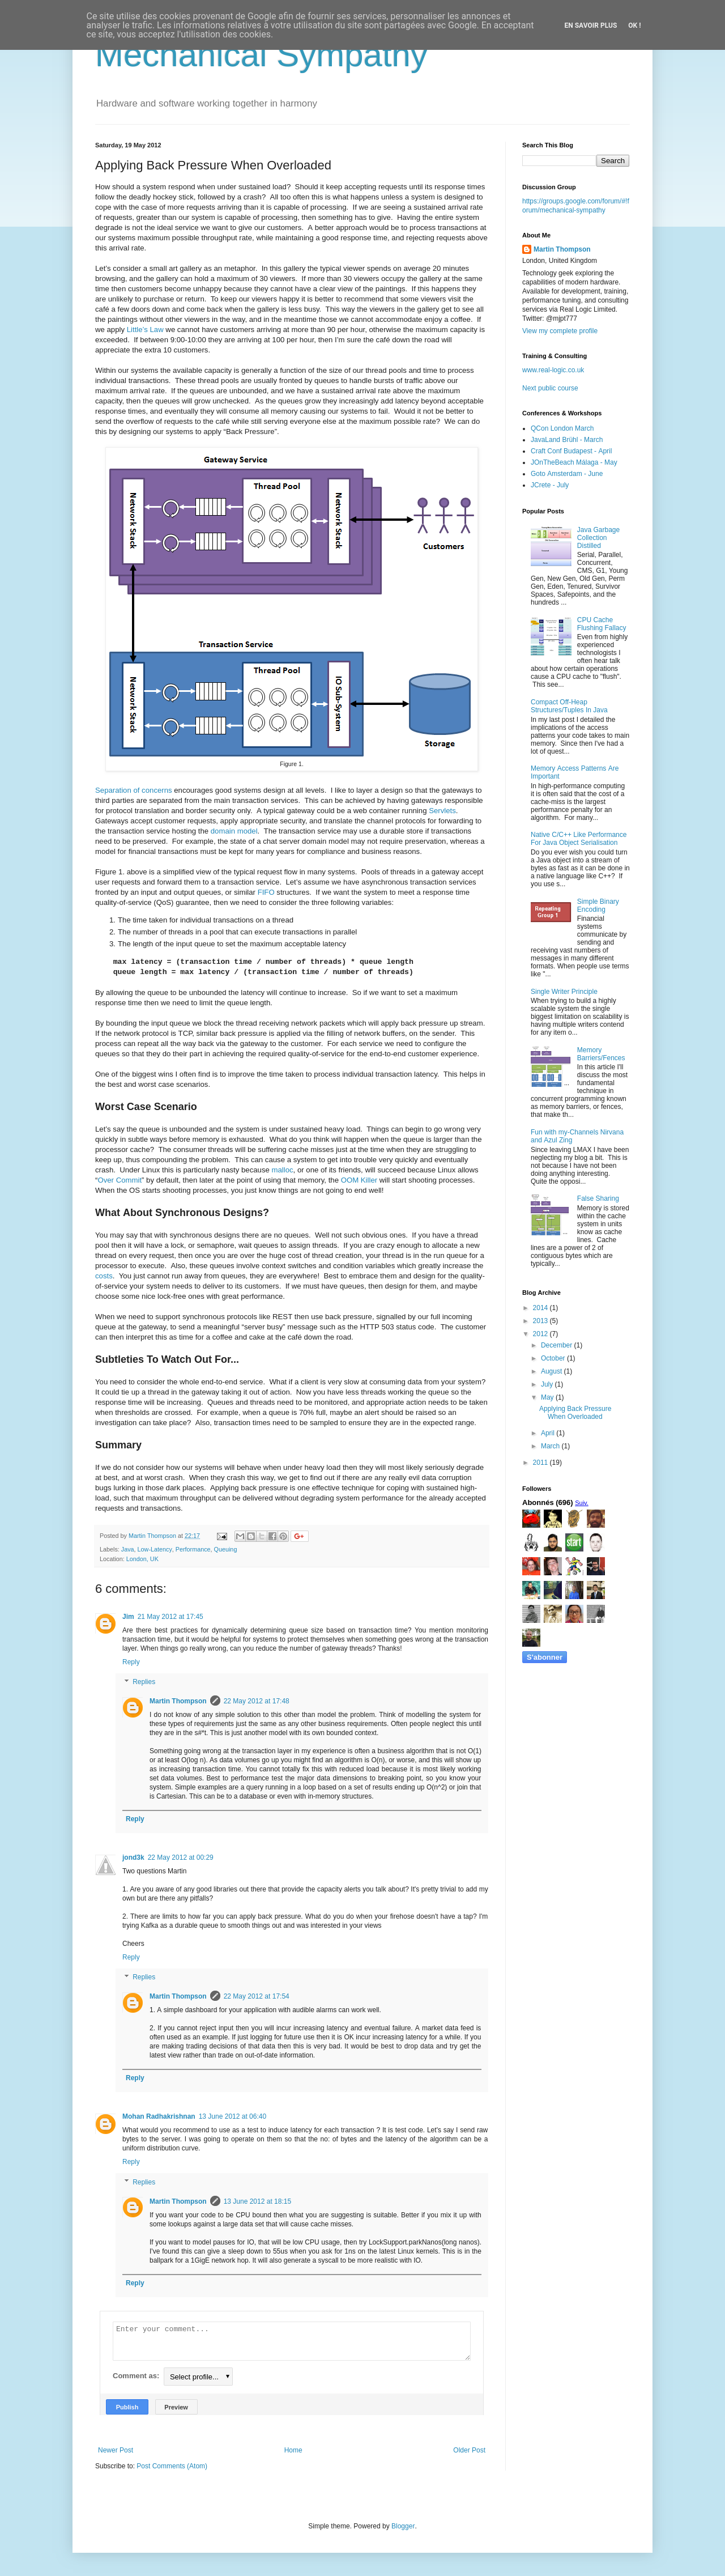 Ce site utilise des cookies provenant de Google afin de fournir ses services, personnaliser les annonces et
analyser le trafic. Les informations relatives à votre utilisation du site sont partagées avec Google. En acceptant
ce site, vous acceptez l'utilisation des cookies.
EN SAVOIR PLUS OK !
Mechanical Sympathy
Hardware and software working together in harmony
Saturday, 19 May 2012
Applying Back Pressure When Overloaded
How should a system respond when under sustained load?  Should it keep accepting requests until its response times
follow the deadly hockey stick, followed by a crash?  All too often this is what happens unless a system is designed to
cope with the case of more requests arriving than is it capable of processing.  If we are seeing a sustained arrival rate of
of requests, greater than our system is capable of processing, then something has to give.  Having the entire system
degrade is not the ideal service we want to give our customers.  A better approach would be to process transactions at
our systems maximum possible throughput rate, while maintaining a good response time, and rejecting requests above
this arrival rate.
Let's consider a small art gallery as an metaphor.  In this gallery the typical viewer spends on average 20 minutes
browsing, and the gallery can hold a maximum of 30 viewers.  If more than 30 viewers occupy the gallery at the same
time then customers become unhappy because they cannot have a clear view of the paintings.  If this happens they are
unlikely to purchase or return.  To keep our viewers happy it is better to recommend that some viewers visit the café a
few doors down and come back when the gallery is less busy.  This way the viewers in the gallery get to see all
the paintings without other viewers in the way, and in the meantime those we cannot accommodate enjoy a coffee.  If
we apply Little's Law we cannot have customers arriving at more than 90 per hour, otherwise the maximum capacity is
exceeded.  If between 9:00-10:00 they are arriving at 100 per hour, then I'm sure the café down the road will
appreciate the extra 10 customers.
Within our systems the available capacity is generally a function of the size of our thread pools and time to process
individual transactions.  These thread pools are usually fronted by queues to handle bursts of traffic above our
maximum arrival rate.  If the queues are unbounded, and we have a sustained arrival rate above the maximum
capacity, then the queues will grow unchecked.  As the queues grow they increasingly add latency beyond acceptable
response times, and eventually they will consume all memory causing our systems to fail.  Would it not be better to
send the overflow of requests to the café while still serving everyone else at the maximum possible rate?  We can do
this by designing our systems to apply “Back Pressure”.
Gateway Service
Thread Pool
Network Stack
Network Stack
Customers
Transaction Service
Thread Pool
Network Stack
IO Sub-System
Storage
Figure 1.
Separation of concerns encourages good systems design at all levels.  I like to layer a design so that the gateways to
third parties are separated from the main transaction services.  This can be achieved by having gateways responsible for
protocol translation and border security only.  A typical gateway could be a web container running Servlets.
Gateways accept customer requests, apply appropriate security, and translate the channel protocols for forwarding to
the transaction service hosting the domain model.  The transaction service may use a durable store if transactions
need to be preserved.  For example, the state of a chat server domain model may not require preservation, whereas a
model for financial transactions must be kept for many years for compliance and business reasons.
Figure 1. above is a simplified view of the typical request flow in many systems.  Pools of threads in a gateway accept
user requests and forward them to a transaction service.  Let's assume we have asynchronous transaction services
fronted by an input and output queues, or similar FIFO structures.  If we want the system to meet a response time
quality-of-service (QoS) guarantee, then we need to consider the three following variables:
1. The time taken for individual transactions on a thread
2. The number of threads in a pool that can execute transactions in parallel
3. The length of the input queue to set the maximum acceptable latency
max latency = (transaction time / number of threads) * queue length
queue length = max latency / (transaction time / number of threads)
By allowing the queue to be unbounded the latency will continue to increase.  So if we want to set a maximum
response time then we need to limit the queue length.
By bounding the input queue we block the thread receiving network packets which will apply back pressure up stream.
If the network protocol is TCP, similar back pressure is applied via the filling of network buffers, on the sender.  This
process can repeat all the way back via the gateway to the customer.  For each service we need to configure the
queues so that they do their part in achieving the required quality-of-service for the end-to-end customer experience.
One of the biggest wins I often find is to improve the time taken to process individual transaction latency.  This helps in
the best and worst case scenarios.
Worst Case Scenario
Let's say the queue is unbounded and the system is under sustained heavy load.  Things can begin to go wrong very
quickly in subtle ways before memory is exhausted.  What do you think will happen when the queue is larger than the
processor cache?  The consumer threads will be suffering cache misses just at the time when they are struggling to
keep up, thus compounding the problem.  This can cause a system to get into trouble very quickly and eventually
crash.  Under Linux this is particularly nasty because malloc, or one of its friends, will succeed because Linux allows
“Over Commit” by default, then later at the point of using that memory, the OOM Killer will start shooting processes.
When the OS starts shooting processes, you just know things are not going to end well!
What About Synchronous Designs?
You may say that with synchronous designs there are no queues.  Well not such obvious ones.  If you have a thread
pool then it will have a lock, or semaphore, wait queues to assign threads.  If you are crazy enough to allocate a new
thread on every request, then once you are over the huge cost of thread creation, your thread is in the run queue for a
processor to execute.  Also, these queues involve context switches and condition variables which greatly increase the
costs.  You just cannot run away from queues, they are everywhere!  Best to embrace them and design for the quality-
of-service your system needs to deliver to its customers.  If we must have queues, then design for them, and maybe
choose some nice lock-free ones with great performance.
When we need to support synchronous protocols like REST then use back pressure, signalled by our full incoming
queue at the gateway, to send a meaningful “server busy” message such as the HTTP 503 status code.  The customer
can then interpret this as time for a coffee and cake at the café down the road.
Subtleties To Watch Out For...
You need to consider the whole end-to-end service.  What if a client is very slow at consuming data from your system?
It could tie up a thread in the gateway taking it out of action.  Now you have less threads working the queue so the
response time will be increasing.  Queues and threads need to be monitored, and appropriate action needs to be taken
when thresholds are crossed.  For example, when a queue is 70% full, maybe an alert should be raised so an
investigation can take place?  Also, transaction times need to be sampled to ensure they are in the expected range.
Summary
If we do not consider how our systems will behave when under heavy load then they will most likely seriously degrade
at best, and at worst crash.  When they crash this way, we get to find out if there are any really evil data corruption
bugs lurking in those dark places.  Applying back pressure is one effective technique for coping with sustained
high-load, such that maximum throughput can be delivered without degrading system performance for the already accepted
requests and transactions.
Posted by Martin Thompson at 22:17
G+
Labels: Java, Low-Latency, Performance, Queuing
Location: London, UK
6 comments:
Jim 21 May 2012 at 17:45
Are there best practices for dynamically determining queue size based on transaction time? Instead of manually monitoring
transaction time, but it would be helpful for systems to protect themselves when something goes wrong at the transaction layer,
where it might be useful to temporarily reduce the number of gateway threads? Thanks!
Reply
Replies
Martin Thompson 22 May 2012 at 17:48
I do not know of any simple solution to this other than model the problem. Think of modelling the system for
these types of requirements just the same as any other business requirements. Often people neglect this until
they are in the s#*t. This is just another model with its own bounded context.
Something going wrong at the transaction layer in my experience is often a business algorithm that is not O(1)
or at least O(log n). As data volumes go up you might find an algorithm is O(n), or worse, and this will show up
as increasing transaction time. You cannot typically fix this with reduced load because it is most likely working
with data volumes. Best to performance test the major data dimensions to breaking point, so you know your
system. Simple examples are a query running in a loop based on a set of results ending up O(n^2) or join that
is Cartesian. This can be to a database or even with in-memory structures.
Reply
jond3k 22 May 2012 at 00:29
Two questions Martin
1. Are you aware of any good libraries out there that provide the capacity alerts you talk about? It's pretty trivial to add my
own but are there any pitfalls?
2. There are limits to how far you can apply back pressure. What do you do when your firehose doesn't have a tap? I'm
trying Kafka as a durable queue to smooth things out and was interested in your views
Cheers
Reply
Replies
Martin Thompson 22 May 2012 at 17:54
1. A simple dashboard for your application with audible alarms can work well.
2. If you cannot reject input then you will incur increasing latency and eventual failure. A market data feed is
often used as an example. If just logging for future use then it is OK incur increasing latency for a while. If you
are making trading decisions of that data then this is very bad. It would be best to drop data and get the
latest view rather than trade on out-of-date information.
Reply
Mohan Radhakrishnan 13 June 2012 at 06:40
What would you recommend to use as a test to induce latency for each transaction ? It is test code. Let's say I send raw
bytes to the server. I was going to operate on them so that the no: of bytes and the latency of the algorithm can be a
uniform distribution curve.
Reply
Replies
Martin Thompson 13 June 2012 at 18:15
If you want your code to be CPU bound then what you are suggesting is suitable. Better if you mix it up with
some lookups against a large data set that will cause cache misses.
If you want to model pauses for IO, that will be low CPU usage, then try LockSupport.parkNanos(long nanos).
I've found this can give a sleep down to 55us when you ask for 1ns on the latest Linux kernels. This is in the
ballpark for a 1GigE network hop. It will also generate a syscall to be more realistic with IO.
Reply
Enter your comment...
Comment as: Select profile...
Publish Preview
Newer Post Home Older Post
Subscribe to: Post Comments (Atom)
Search This Blog
Search
Discussion Group
https://groups.google.com/forum/#!f
orum/mechanical-sympathy
About Me
Martin Thompson
London, United Kingdom
Technology geek exploring the
capabilities of modern hardware.
Available for development, training,
performance tuning, and consulting
services via Real Logic Limited.
Twitter: @mjpt777
View my complete profile
Training & Consulting
www.real-logic.co.uk
Next public course
Conferences & Workshops
QCon London March
JavaLand Brühl - March
Craft Conf Budapest - April
JOnTheBeach Málaga - May
Goto Amsterdam - June
JCrete - July
Popular Posts
Java Garbage
Collection
Distilled
Serial, Parallel,
Concurrent,
CMS, G1, Young
Gen, New Gen, Old Gen, Perm
Gen, Eden, Tenured, Survivor
Spaces, Safepoints, and the
hundreds ...
CPU Cache
Flushing Fallacy
Even from highly
experienced
technologists I
often hear talk
about how certain operations
cause a CPU cache to "flush".
This see...
Compact Off-Heap
Structures/Tuples In Java
In my last post I detailed the
implications of the access
patterns your code takes to main
memory.  Since then I've had a
lot of quest...
Memory Access Patterns Are
Important
In high-performance computing
it is often said that the cost of a
cache-miss is the largest
performance penalty for an
algorithm.  For many...
Native C/C++ Like Performance
For Java Object Serialisation
Do you ever wish you could turn
a Java object into a stream of
bytes as fast as it can be done in
a native language like C++?  If
you use s...
Repeating
Group 1
Simple Binary
Encoding
Financial
systems
communicate by
sending and
receiving vast numbers of
messages in many different
formats. When people use terms
like "...
Single Writer Principle
When trying to build a highly
scalable system the single
biggest limitation on scalability is
having multiple writers contend
for any item o...
Memory
Barriers/Fences
In this article I'll
discuss the most
fundamental
technique in
concurrent programming known
as memory barriers, or fences,
that make th...
Fun with my-Channels Nirvana
and Azul Zing
Since leaving LMAX I have been
neglecting my blog a bit.  This is
not because I have not been
doing anything interesting.
Quite the opposi...
False Sharing
Memory is stored
within the cache
system in units
know as cache
lines.  Cache
lines are a power of 2 of
contiguous bytes which are
typically...
Blog Archive
► 2014 (1)
► 2013 (5)
▼ 2012 (7)
► December (1)
► October (1)
► August (1)
► July (1)
▼ May (1)
Applying Back Pressure
When Overloaded
► April (1)
► March (1)
► 2011 (19)
Followers
Abonnés (696) Suiv.
start
S'abonner
Simple theme. Powered by Blogger.